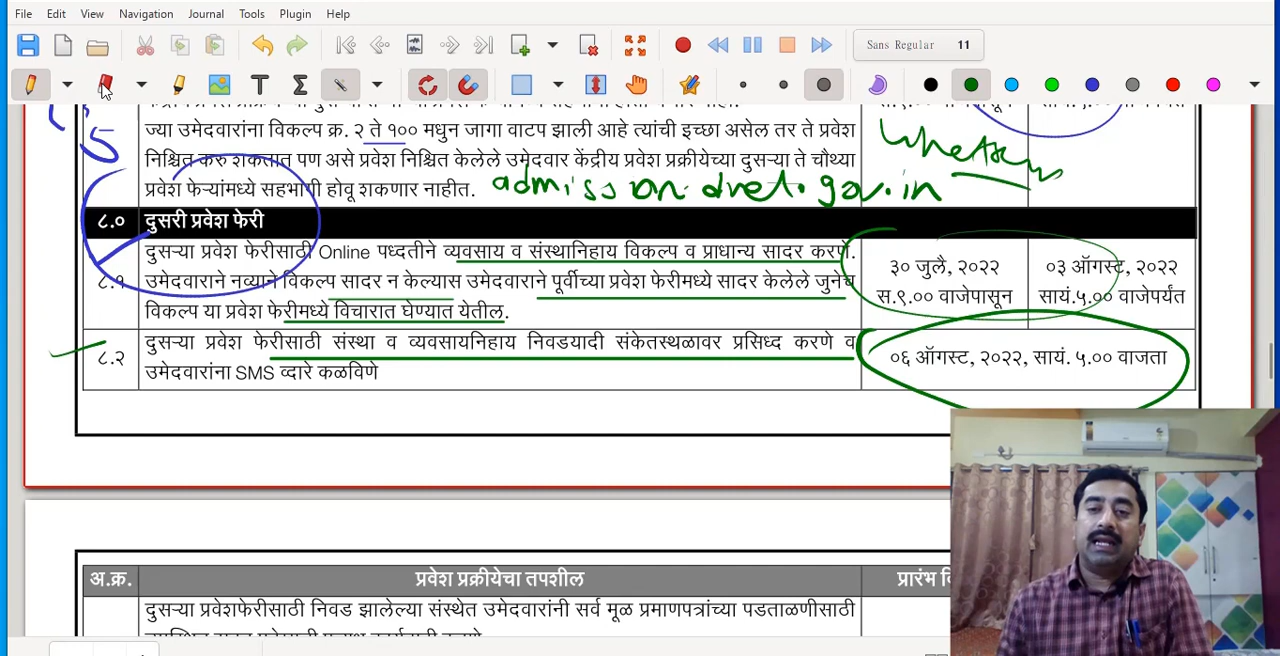 File Edit View Navigation Journal Tools Plugin Help
Sans Regular 11
ज्या उमेदवारांना विकल्प क्र. २ ते १०० मधुन जागा वाटप झाली आहे त्यांची इच्छा असेल तर ते प्रवेश
निश्चित करु शकतात पण असे प्रवेश निश्चित केलेले उमेदवार केंद्रीय प्रवेश प्रक्रीयेच्या दुसऱ्या ते चौथ्या
प्रवेश फेऱ्यांमध्ये सहभागी होवू शकणार नाहीत. admission.dvet.gov.in
८.० दुसरी प्रवेश फेरी
दुसऱ्या प्रवेश फेरीसाठी Online पध्दतीने व्यवसाय व संस्थानिहाय विकल्प व प्राधान्य सादर करणे.
८.१ उमेदवाराने नव्याने विकल्प सादर न केल्यास उमेदवाराने पूर्वीच्या प्रवेश फेरीमध्ये सादर केलेले जुनेच
विकल्प या प्रवेश फेरीमध्ये विचारात घेण्यात येतील.
३० जुलै, २०२२
स.९.०० वाजेपासून
०३ ऑगस्ट, २०२२
सायं.५.०० वाजेपर्यंत
८.२ दुसऱ्या प्रवेश फेरीसाठी संस्था व व्यवसायनिहाय निवडयादी संकेतस्थळावर प्रसिध्द करणे व
उमेदवारांना SMS व्दारे कळविणे
०६ ऑगस्ट, २०२२, सायं. ५.०० वाजता
अ.क्र. प्रवेश प्रक्रीयेचा तपशील प्रारंभ
दुसऱ्या प्रवेशफेरीसाठी निवड झालेल्या संस्थेत उमेदवारांनी सर्व मूळ प्रमाणपत्रांच्या पडताळणीसाठी